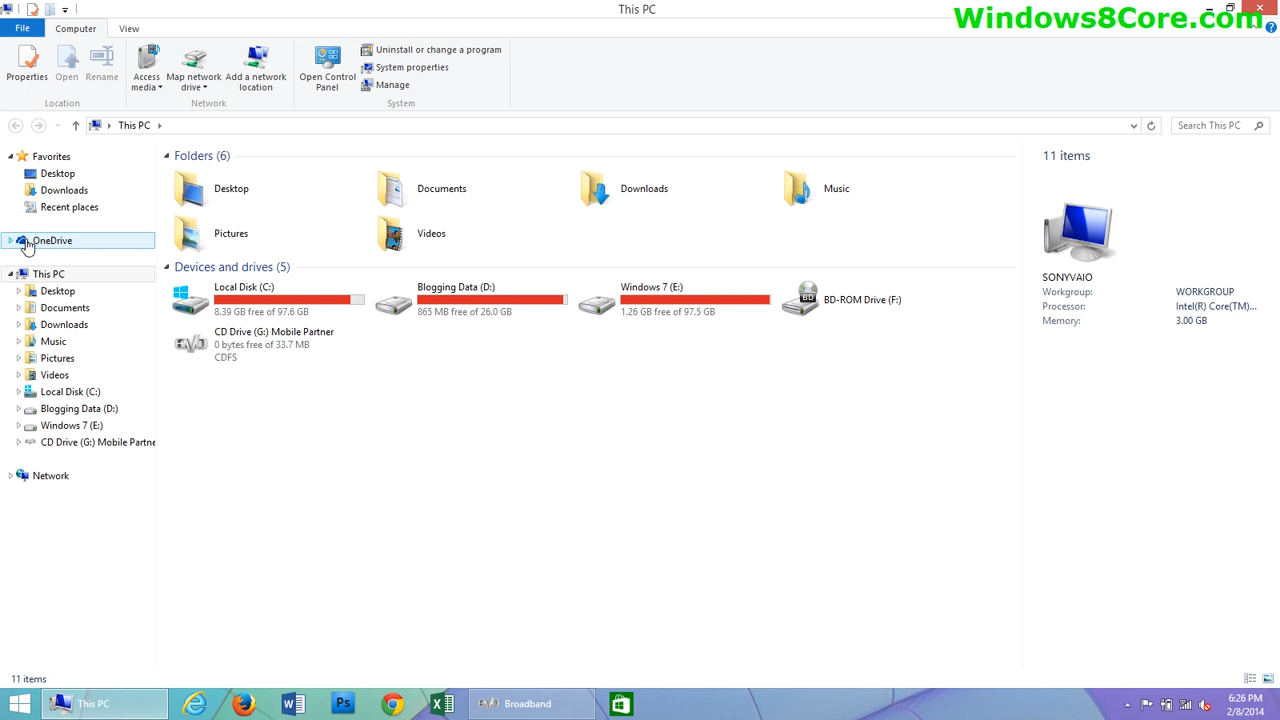 This PC
Windows8Core.com
File
Computer
View
Properties
Open
Rename
Access media
Map network drive
Add a network location
Open Control Panel
Uninstall or change a program
System properties
Manage
Location
Network
System
This PC
Search This PC
Favorites
Desktop
Downloads
Recent places
OneDrive
This PC
Desktop
Documents
Downloads
Music
Pictures
Videos
Local Disk (C:)
Blogging Data (D:)
Windows 7 (E:)
CD Drive (G:) Mobile Partne
Network
Folders (6)
Desktop
Documents
Downloads
Music
Pictures
Videos
Devices and drives (5)
Local Disk (C:)
8.39 GB free of 97.6 GB
Blogging Data (D:)
865 MB free of 26.0 GB
Windows 7 (E:)
1.26 GB free of 97.5 GB
BD
BD-ROM Drive (F:)
CD Drive (G:) Mobile Partner
0 bytes free of 33.7 MB
CDFS
11 items
SONYVAIO
Workgroup: WORKGROUP
Processor: Intel(R) Core(TM)...
Memory: 3.00 GB
11 items
This PC
Ps
Broadband
6:26 PM
2/8/2014